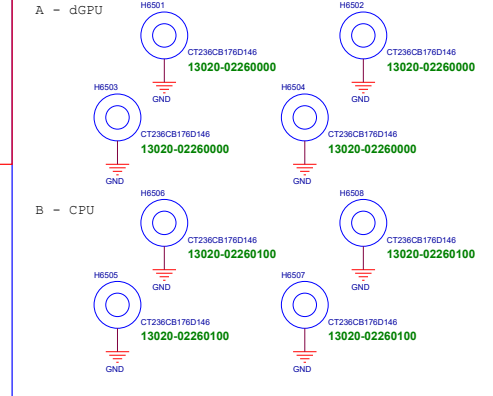 A - dGPU
H6501
CT236CB176D146
13020-02260000
GND
H6502
CT236CB176D146
13020-02260000
GND
H6503
CT236CB176D146
13020-02260000
GND
H6504
CT236CB176D146
13020-02260000
GND
B - CPU
H6506
CT236CB176D146
13020-02260100
GND
H6508
CT236CB176D146
13020-02260100
GND
H6505
CT236CB176D146
13020-02260100
GND
H6507
CT236CB176D146
13020-02260100
GND